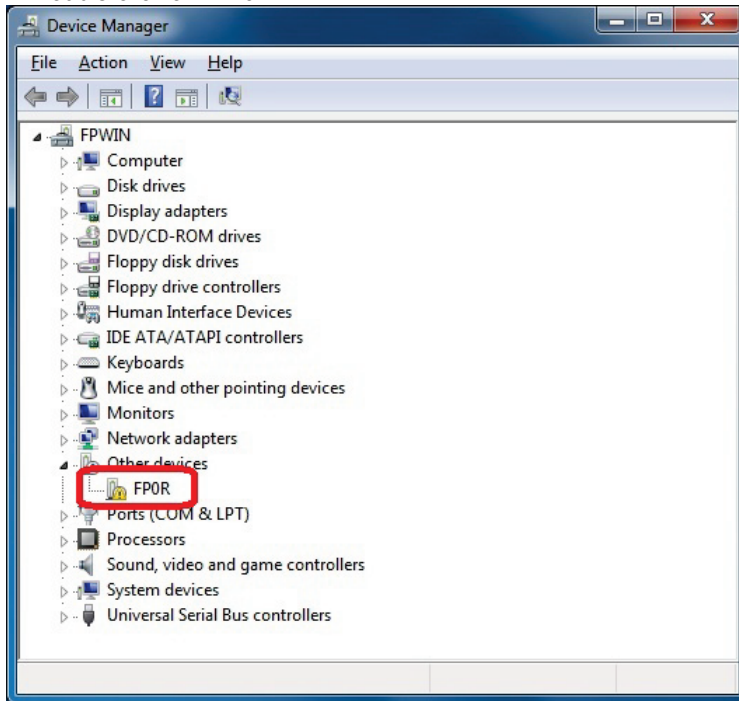 Device Manager
File Action View Help
FPWIN
Computer
Disk drives
Display adapters
DVD/CD-ROM drives
Floppy disk drives
Floppy drive controllers
Human Interface Devices
IDE ATA/ATAPI controllers
Keyboards
Mice and other pointing devices
Monitors
Network adapters
Other devices
FP0R
Ports (COM & LPT)
Processors
Sound, video and game controllers
System devices
Universal Serial Bus controllers